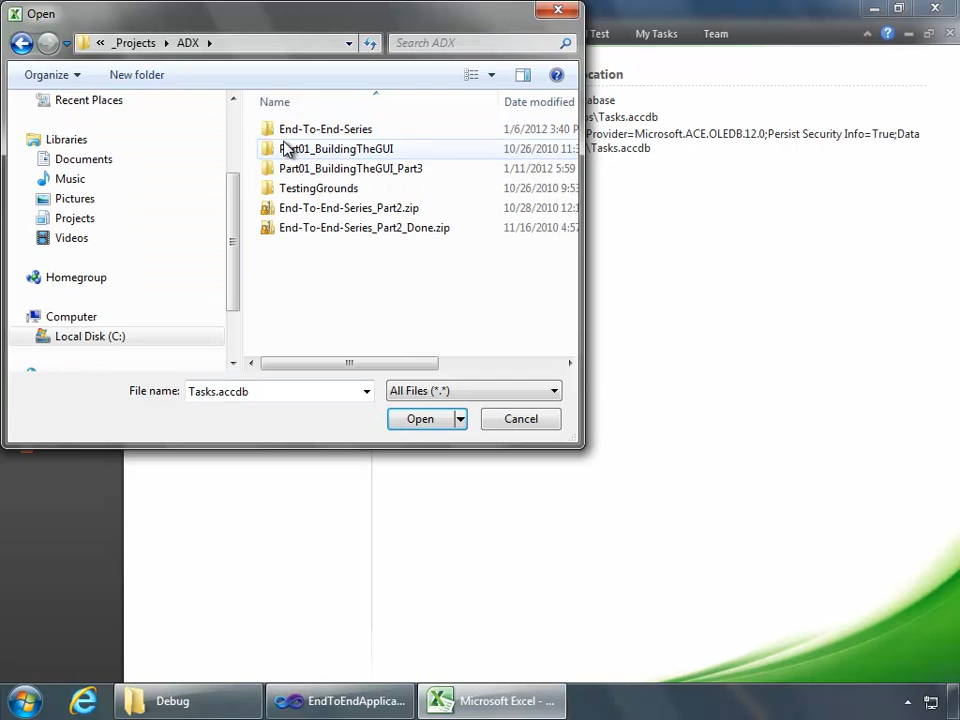 Open
Test My Tasks Team
« _Projects ADX Search ADX
Organize New folder
Recent Places
Libraries
Documents
Music
Pictures
Projects
Videos
Homegroup
Computer
Local Disk (C:)
Name Date modified
End-To-End-Series 1/6/2012 3:40 P
Part01_BuildingTheGUI 10/26/2010 11:3
Part01_BuildingTheGUI_Part3 1/11/2012 5:59
TestingGrounds 10/26/2010 9:53
End-To-End-Series_Part2.zip 10/28/2010 12:1
End-To-End-Series_Part2_Done.zip 11/16/2010 4:57
File name: Tasks.accdb All Files (*.*)
Open Cancel
ocation
abase
s\Tasks.accdb
Provider=Microsoft.ACE.OLEDB.12.0;Persist Security Info=True;Data
\Tasks.accdb
Debug EndToEndApplica... Microsoft Excel - ...